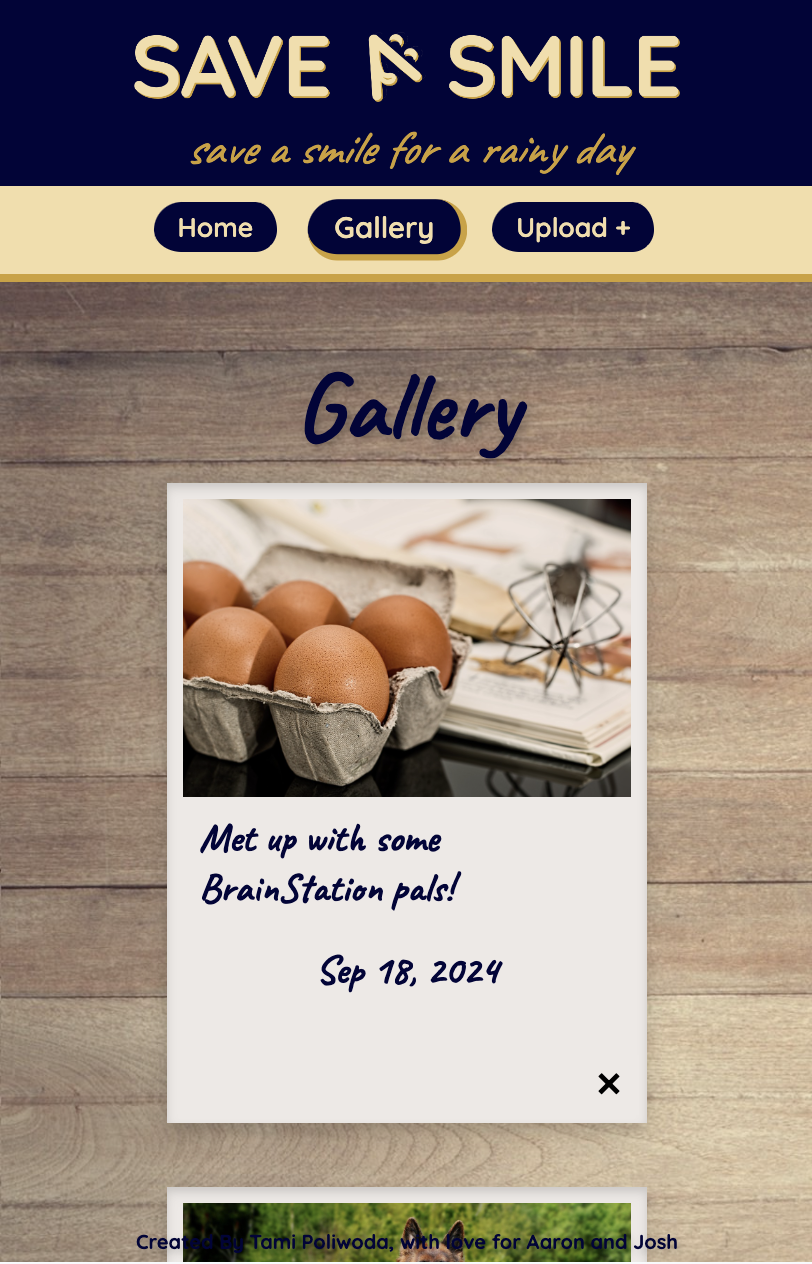 SAVE A SMILE
save a smile for a rainy day
Home Gallery Upload +
Gallery
Met up with some
BrainStation pals!
Sep 18, 2024
×
Created By Tami Poliwoda, with love for Aaron and Josh